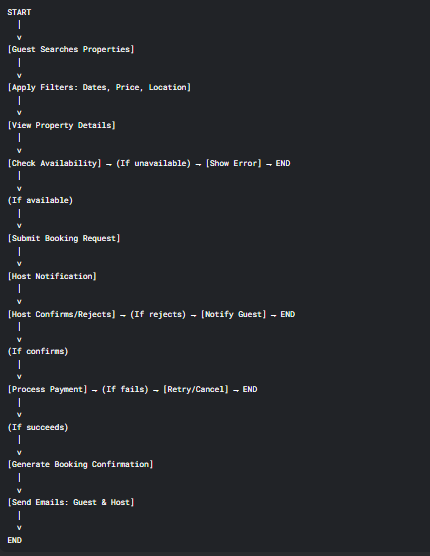 START
|
v
[Guest Searches Properties]
|
v
[Apply Filters: Dates, Price, Location]
|
v
[View Property Details]
|
v
[Check Availability] → (If unavailable) → [Show Error] → END
|
v
(If available)
|
v
[Submit Booking Request]
|
v
[Host Notification]
|
v
[Host Confirms/Rejects] → (If rejects) → [Notify Guest] → END
|
v
(If confirms)
|
v
[Process Payment] → (If fails) → [Retry/Cancel] → END
|
v
(If succeeds)
|
v
[Generate Booking Confirmation]
|
v
[Send Emails: Guest & Host]
|
v
END